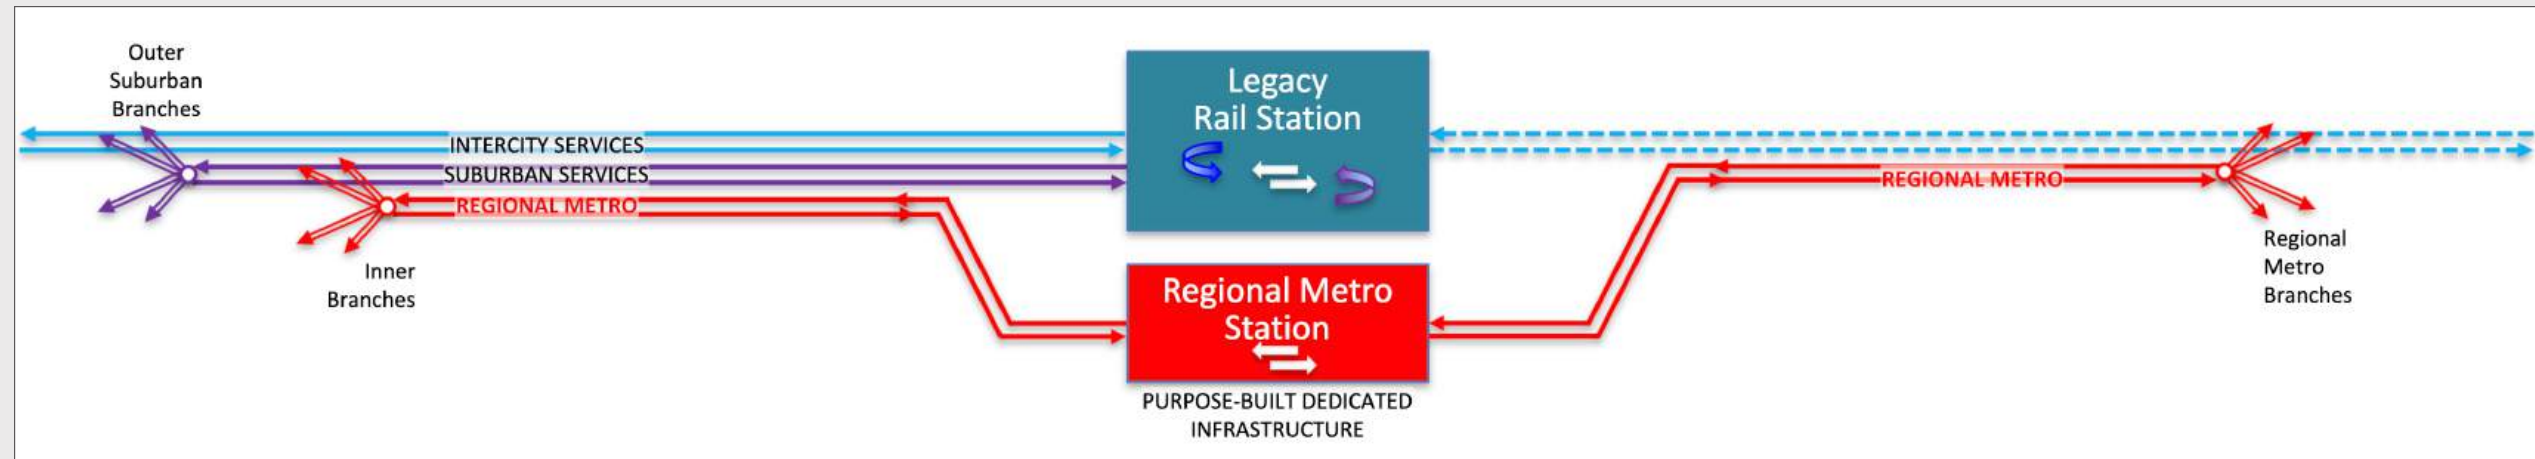 Outer
Suburban
Branches
INTERCITY SERVICES
SUBURBAN SERVICES
REGIONAL METRO
Inner
Branches
Legacy
Rail Station
Regional Metro
Station
PURPOSE-BUILT DEDICATED
INFRASTRUCTURE
REGIONAL METRO
Regional
Metro
Branches